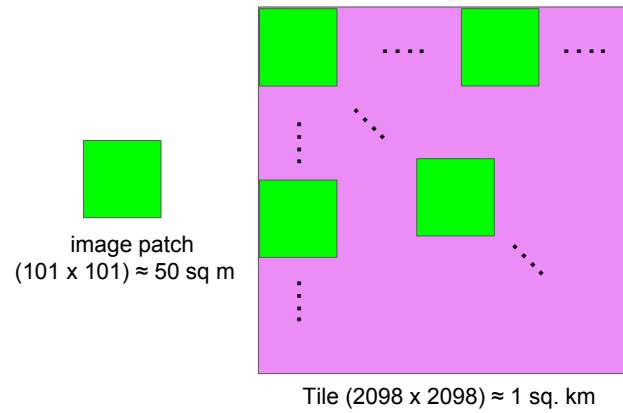 image patch
(101 x 101) ≈ 50 sq m
Tile (2098 x 2098) ≈ 1 sq. km